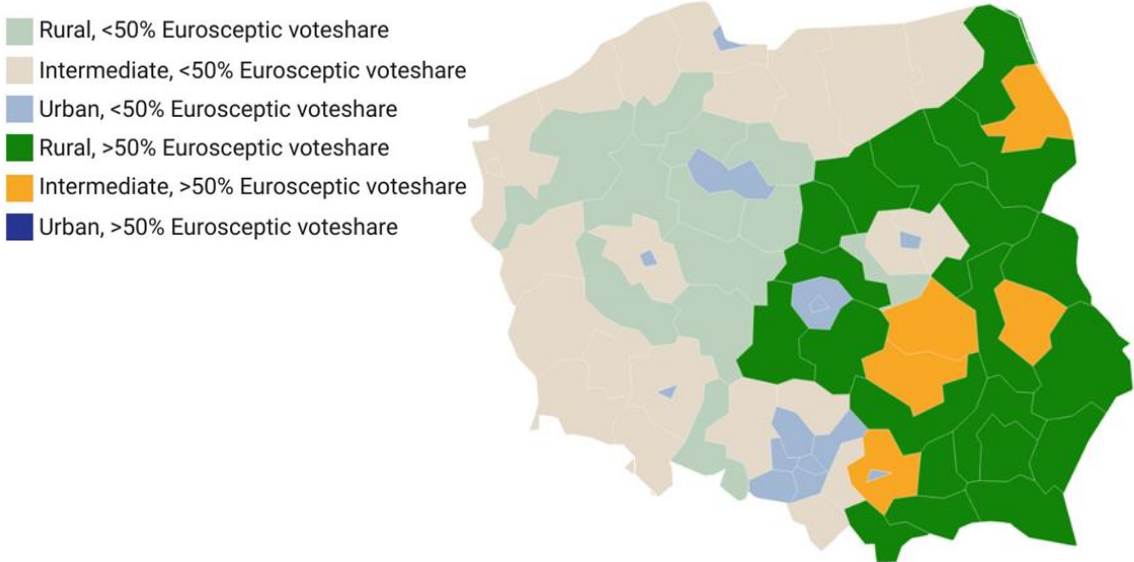 Rural, <50% Eurosceptic voteshare
Intermediate, <50% Eurosceptic voteshare
Urban, <50% Eurosceptic voteshare
Rural, >50% Eurosceptic voteshare
Intermediate, >50% Eurosceptic voteshare
Urban, >50% Eurosceptic voteshare